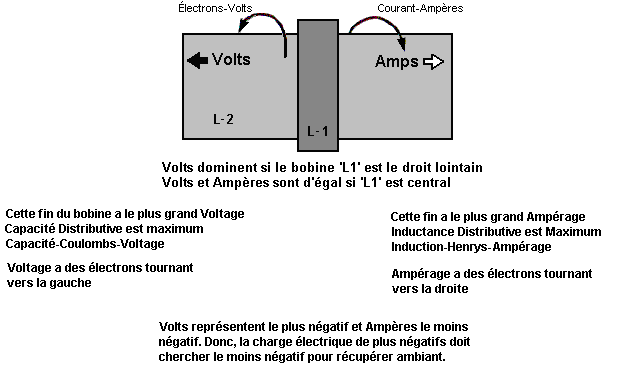 Électrons-Volts
Courant-Ampères
Volts
Amps
L-2
L-1
Volts dominent si le bobine 'L1' est le droit lointain
Volts et Ampères sont d'égal si 'L1' est central
Cette fin du bobine a le plus grand Voltage
Capacité Distributive est maximum
Capacité-Coulombs-Voltage
Voltage a des électrons tournant
vers la gauche
Cette fin a le plus grand Ampérage
Inductance Distributive est Maximum
Induction-Henrys-Ampérage
Ampérage a des électrons tournant
vers la droite
Volts représentent le plus négatif et Ampères le moins
négatif. Donc, la charge électrique de plus négatifs doit
chercher le moins négatif pour récupérer ambiant.